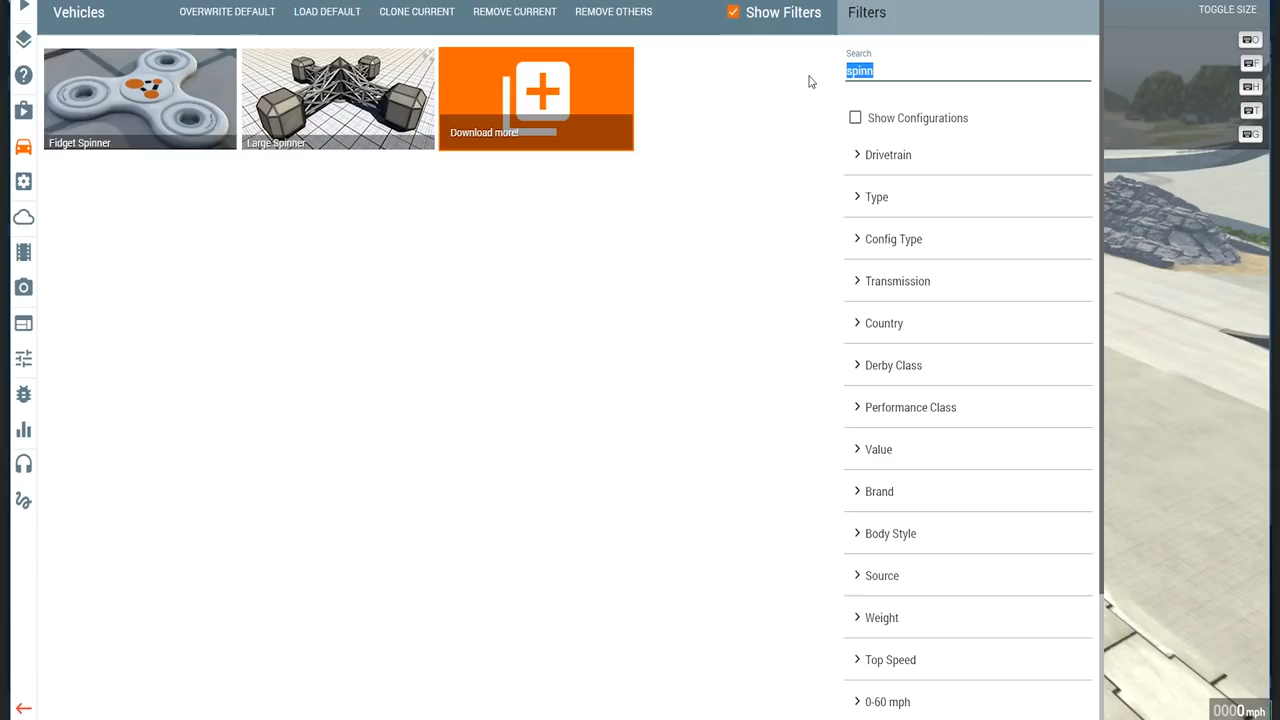 Vehicles
OVERWRITE DEFAULT
LOAD DEFAULT
CLONE CURRENT
REMOVE CURRENT
REMOVE OTHERS
Show Filters
Filters
TOGGLE SIZE
Fidget Spinner
Large Spinner
Download more!
Search
spinn
Show Configurations
Drivetrain
Type
Config Type
Transmission
Country
Derby Class
Performance Class
Value
Brand
Body Style
Source
Weight
Top Speed
0-60 mph
O
F
H
T
G
0000mph